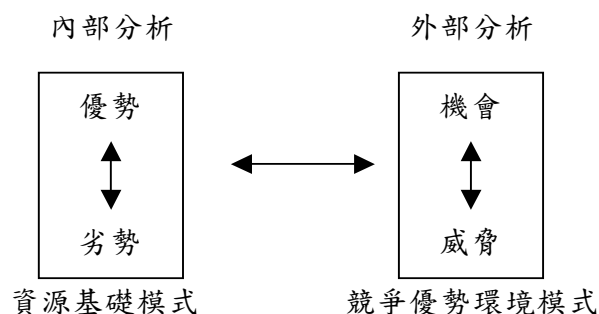 內部分析
外部分析
優勢
機會
劣勢
威脅
資源基礎模式
競爭優勢環境模式